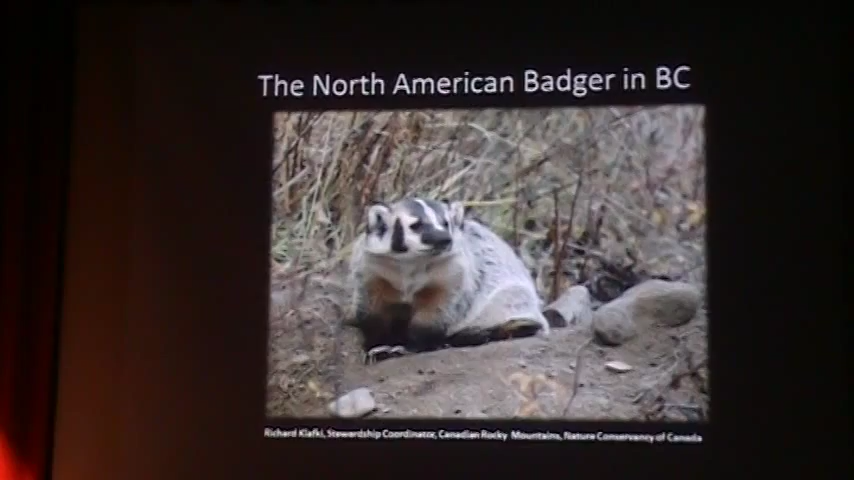 The North American Badger in BC
Richard Klafki, Stewardship Coordinator, Canadian Rocky Mountains, Nature Conservancy of Canada